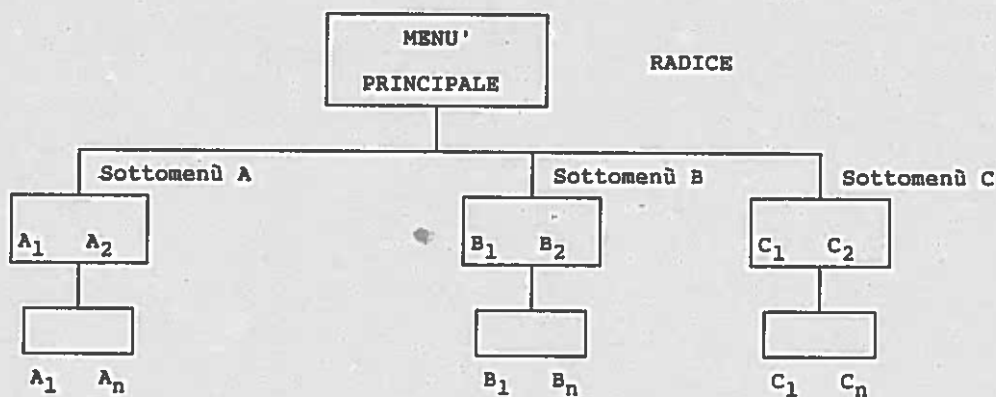 MENU'
PRINCIPALE
RADICE
Sottomenù A
Sottomenù B
Sottomenù C
A₁ A₂
B₁ B₂
C₁ C₂
A₁ Aₙ
B₁ Bₙ
C₁ Cₙ